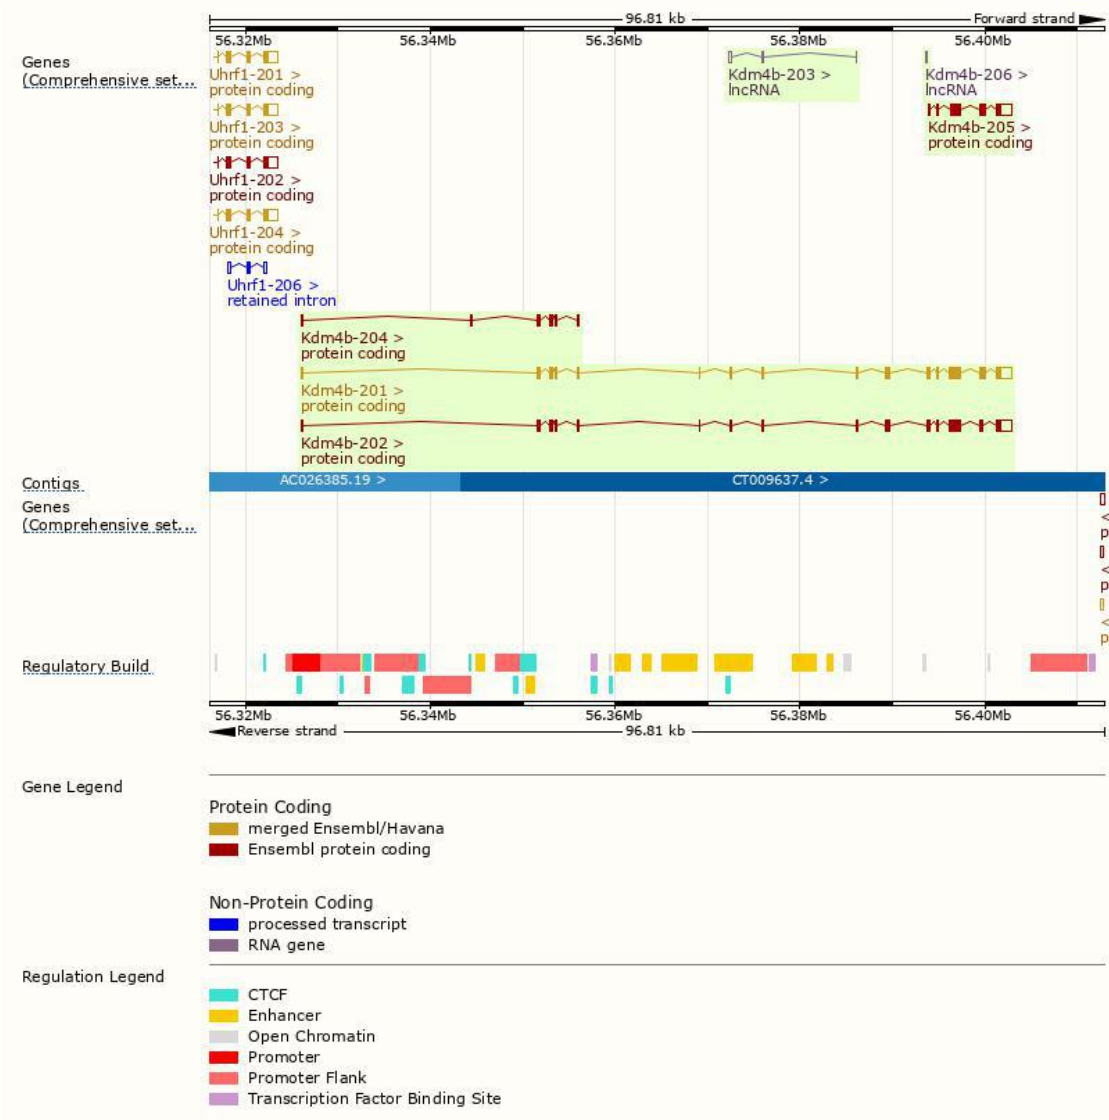 96.81 kb Forward strand
56.32Mb 56.34Mb 56.36Mb 56.38Mb 56.40Mb
Genes
(Comprehensive set...
Uhrf1-201 >
protein coding
Kdm4b-203 >
lncRNA
Kdm4b-206 >
lncRNA
Uhrf1-203 >
protein coding
Kdm4b-205 >
protein coding
Uhrf1-202 >
protein coding
Uhrf1-204 >
protein coding
Uhrf1-206 >
retained intron
Kdm4b-204 >
protein coding
Kdm4b-201 >
protein coding
Kdm4b-202 >
protein coding
Contigs AC026385.19 > CT009637.4 >
Genes
(Comprehensive set...
<
p
<
p
<
p
Regulatory Build
56.32Mb 56.34Mb 56.36Mb 56.38Mb 56.40Mb
Reverse strand 96.81 kb
Gene Legend
Protein Coding
merged Ensembl/Havana
Ensembl protein coding
Non-Protein Coding
processed transcript
RNA gene
Regulation Legend
CTCF
Enhancer
Open Chromatin
Promoter
Promoter Flank
Transcription Factor Binding Site